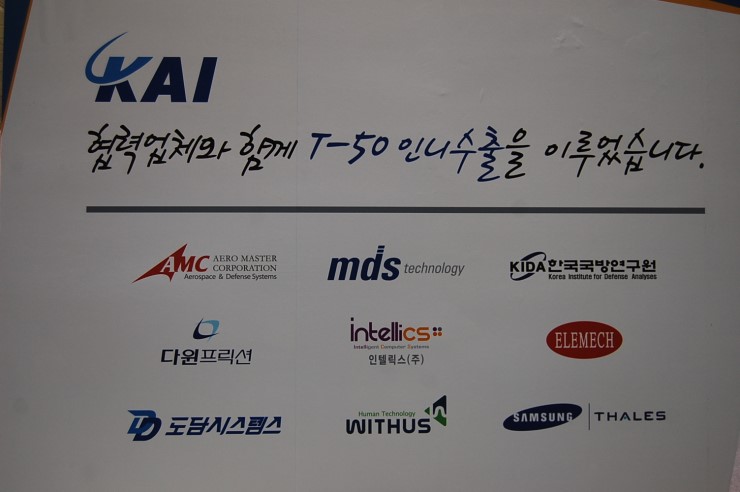 KAI
협력업체와 함께 T-50 인니수출을 이루었습니다.
AMC AERO MASTER CORPORATION
Aerospace & Defense Systems
mds technology
KIDA 한국국방연구원
Korea Institute for Defense Analyses
다윈프릭션
intellics
Intelligent Computer Systems
인텔릭스(주)
ELEMECH
DD 도담시스템스
Human Technology
WITHUS
SAMSUNG THALES